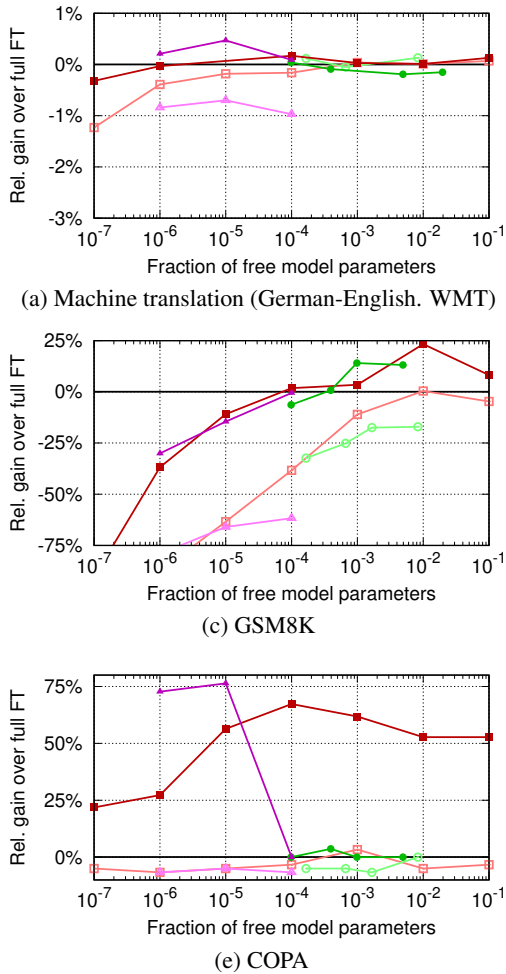 1%
0%
-1%
-2%
-3%
Rel. gain over full FT
10^-7 10^-6 10^-5 10^-4 10^-3 10^-2 10^-1
Fraction of free model parameters
(a) Machine translation (German-English. WMT)
25%
0%
-25%
-50%
-75%
Rel. gain over full FT
10^-7 10^-6 10^-5 10^-4 10^-3 10^-2 10^-1
Fraction of free model parameters
(c) GSM8K
75%
50%
25%
0%
Rel. gain over full FT
10^-7 10^-6 10^-5 10^-4 10^-3 10^-2 10^-1
Fraction of free model parameters
(e) COPA